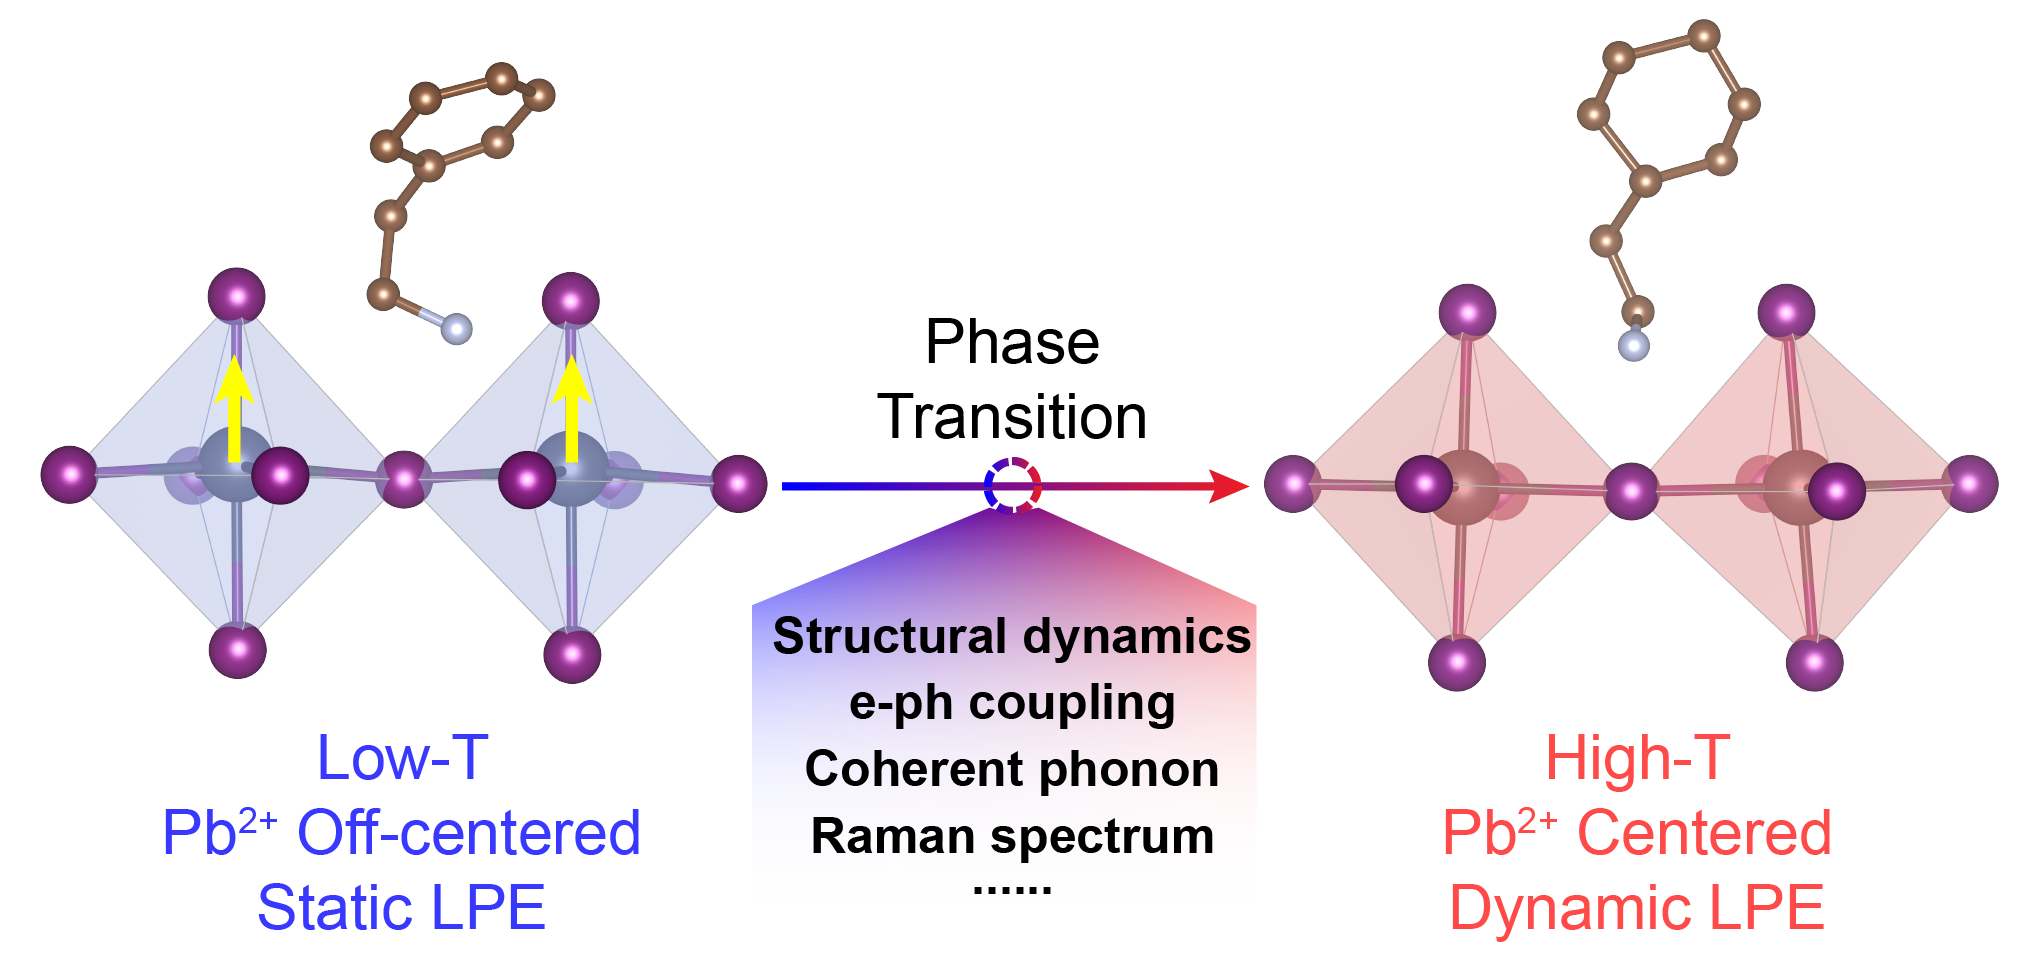 Phase
Transition
Structural dynamics
e-ph coupling
Coherent phonon
Raman spectrum
......
Low-T
Pb²⁺ Off-centered
Static LPE
High-T
Pb²⁺ Centered
Dynamic LPE